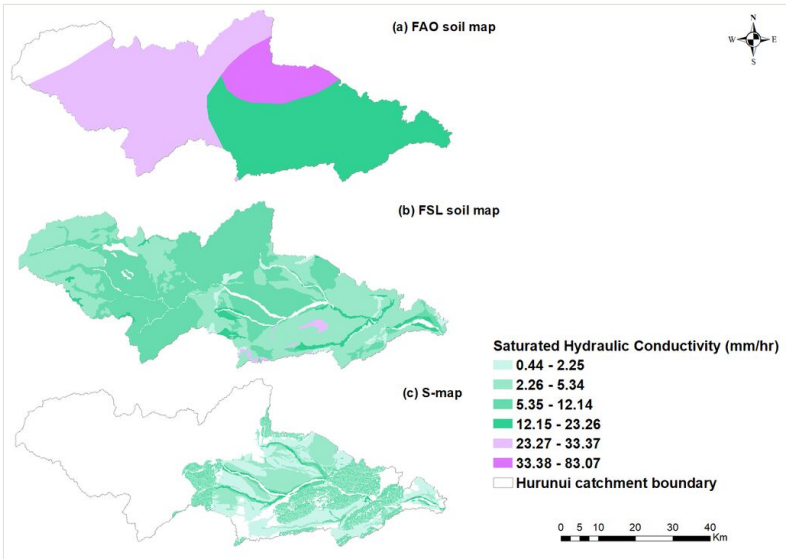 (a) FAO soil map
N
W E
S
(b) FSL soil map
(c) S-map
Saturated Hydraulic Conductivity (mm/hr)
0.44 - 2.25
2.26 - 5.34
5.35 - 12.14
12.15 - 23.26
23.27 - 33.37
33.38 - 83.07
Hurunui catchment boundary
0 5 10 20 30 40
Km